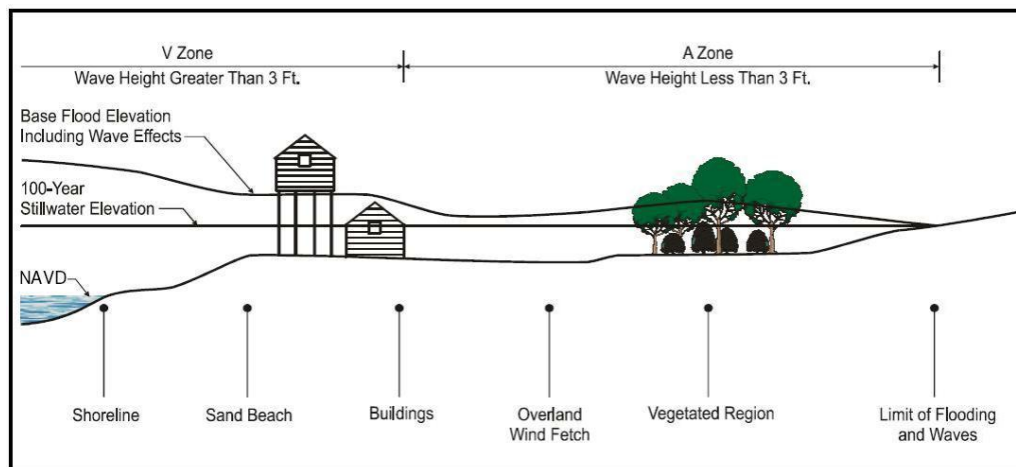 V Zone
Wave Height Greater Than 3 Ft.
A Zone
Wave Height Less Than 3 Ft.
Base Flood Elevation
Including Wave Effects
100-Year
Stillwater Elevation
NAVD
Shoreline
Sand Beach
Buildings
Overland
Wind Fetch
Vegetated Region
Limit of Flooding
and Waves